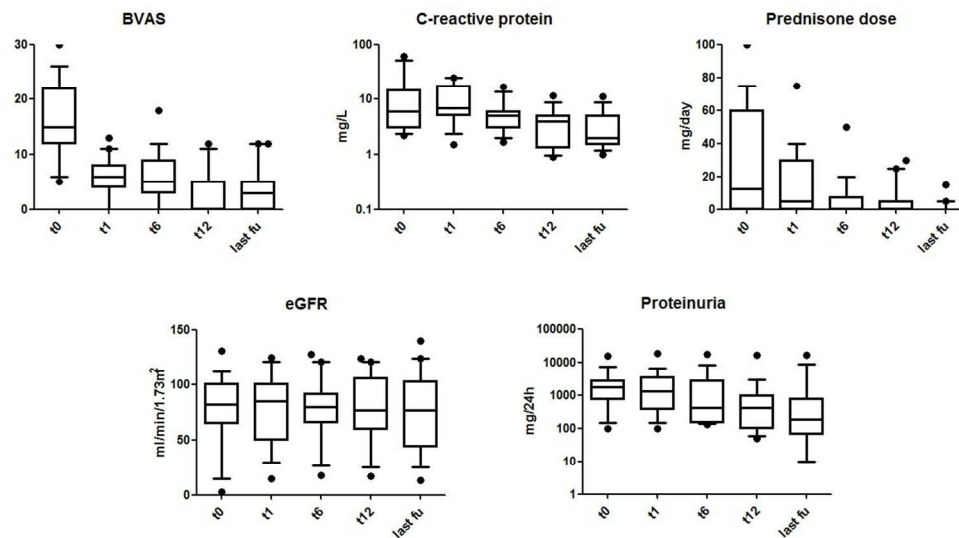 BVAS
30
20
10
0
t0
t1
t6
t12
last fu
C-reactive protein
mg/L
100
10
1
0.1
t0
t1
t6
t12
last fu
Prednisone dose
mg/day
100
80
60
40
20
0
t0
t1
t6
t12
last fu
eGFR
ml/min/1.73m²
150
100
50
0
t0
t1
t6
t12
last fu
Proteinuria
mg/24h
100000
10000
1000
100
10
1
t0
t1
t6
t12
last fu